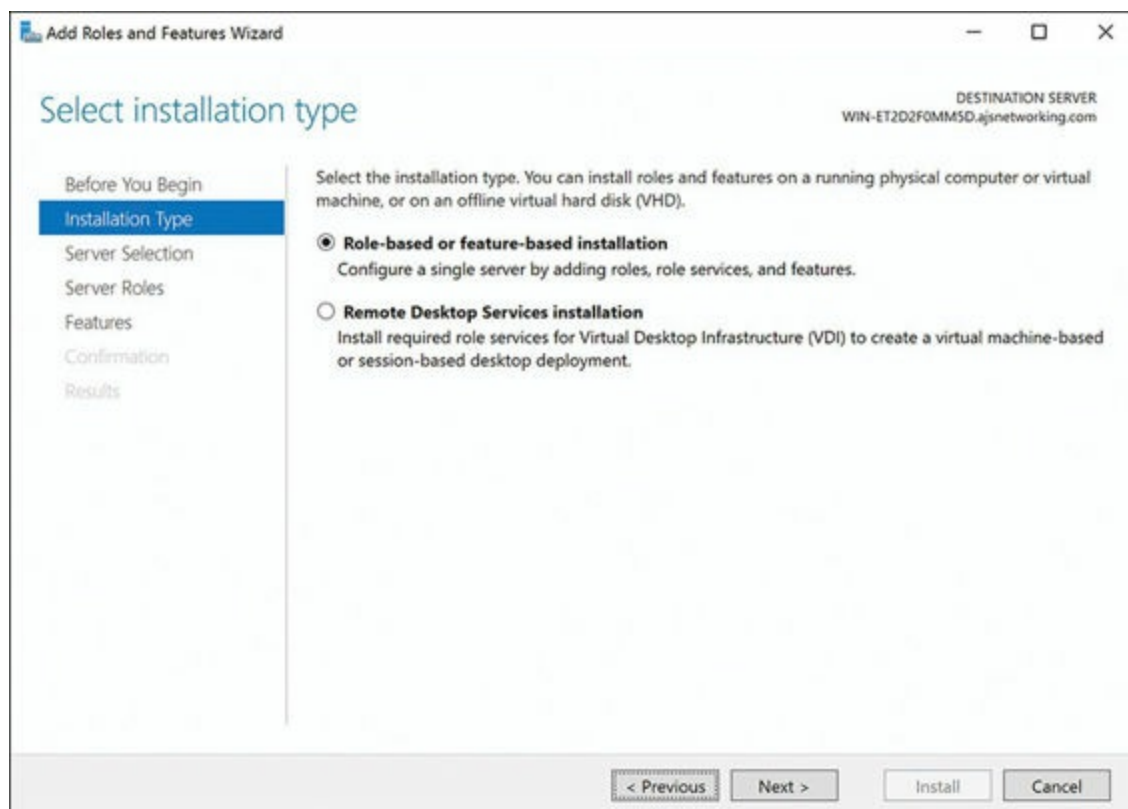 Add Roles and Features Wizard
Select installation type
DESTINATION SERVER
WIN-ET2D2F0MM5D.ajsnetworking.com
Before You Begin
Installation Type
Server Selection
Server Roles
Features
Confirmation
Results
Select the installation type. You can install roles and features on a running physical computer or virtual
machine, or on an offline virtual hard disk (VHD).
Role-based or feature-based installation
Configure a single server by adding roles, role services, and features.
Remote Desktop Services installation
Install required role services for Virtual Desktop Infrastructure (VDI) to create a virtual machine-based
or session-based desktop deployment.
< Previous
Next >
Install
Cancel